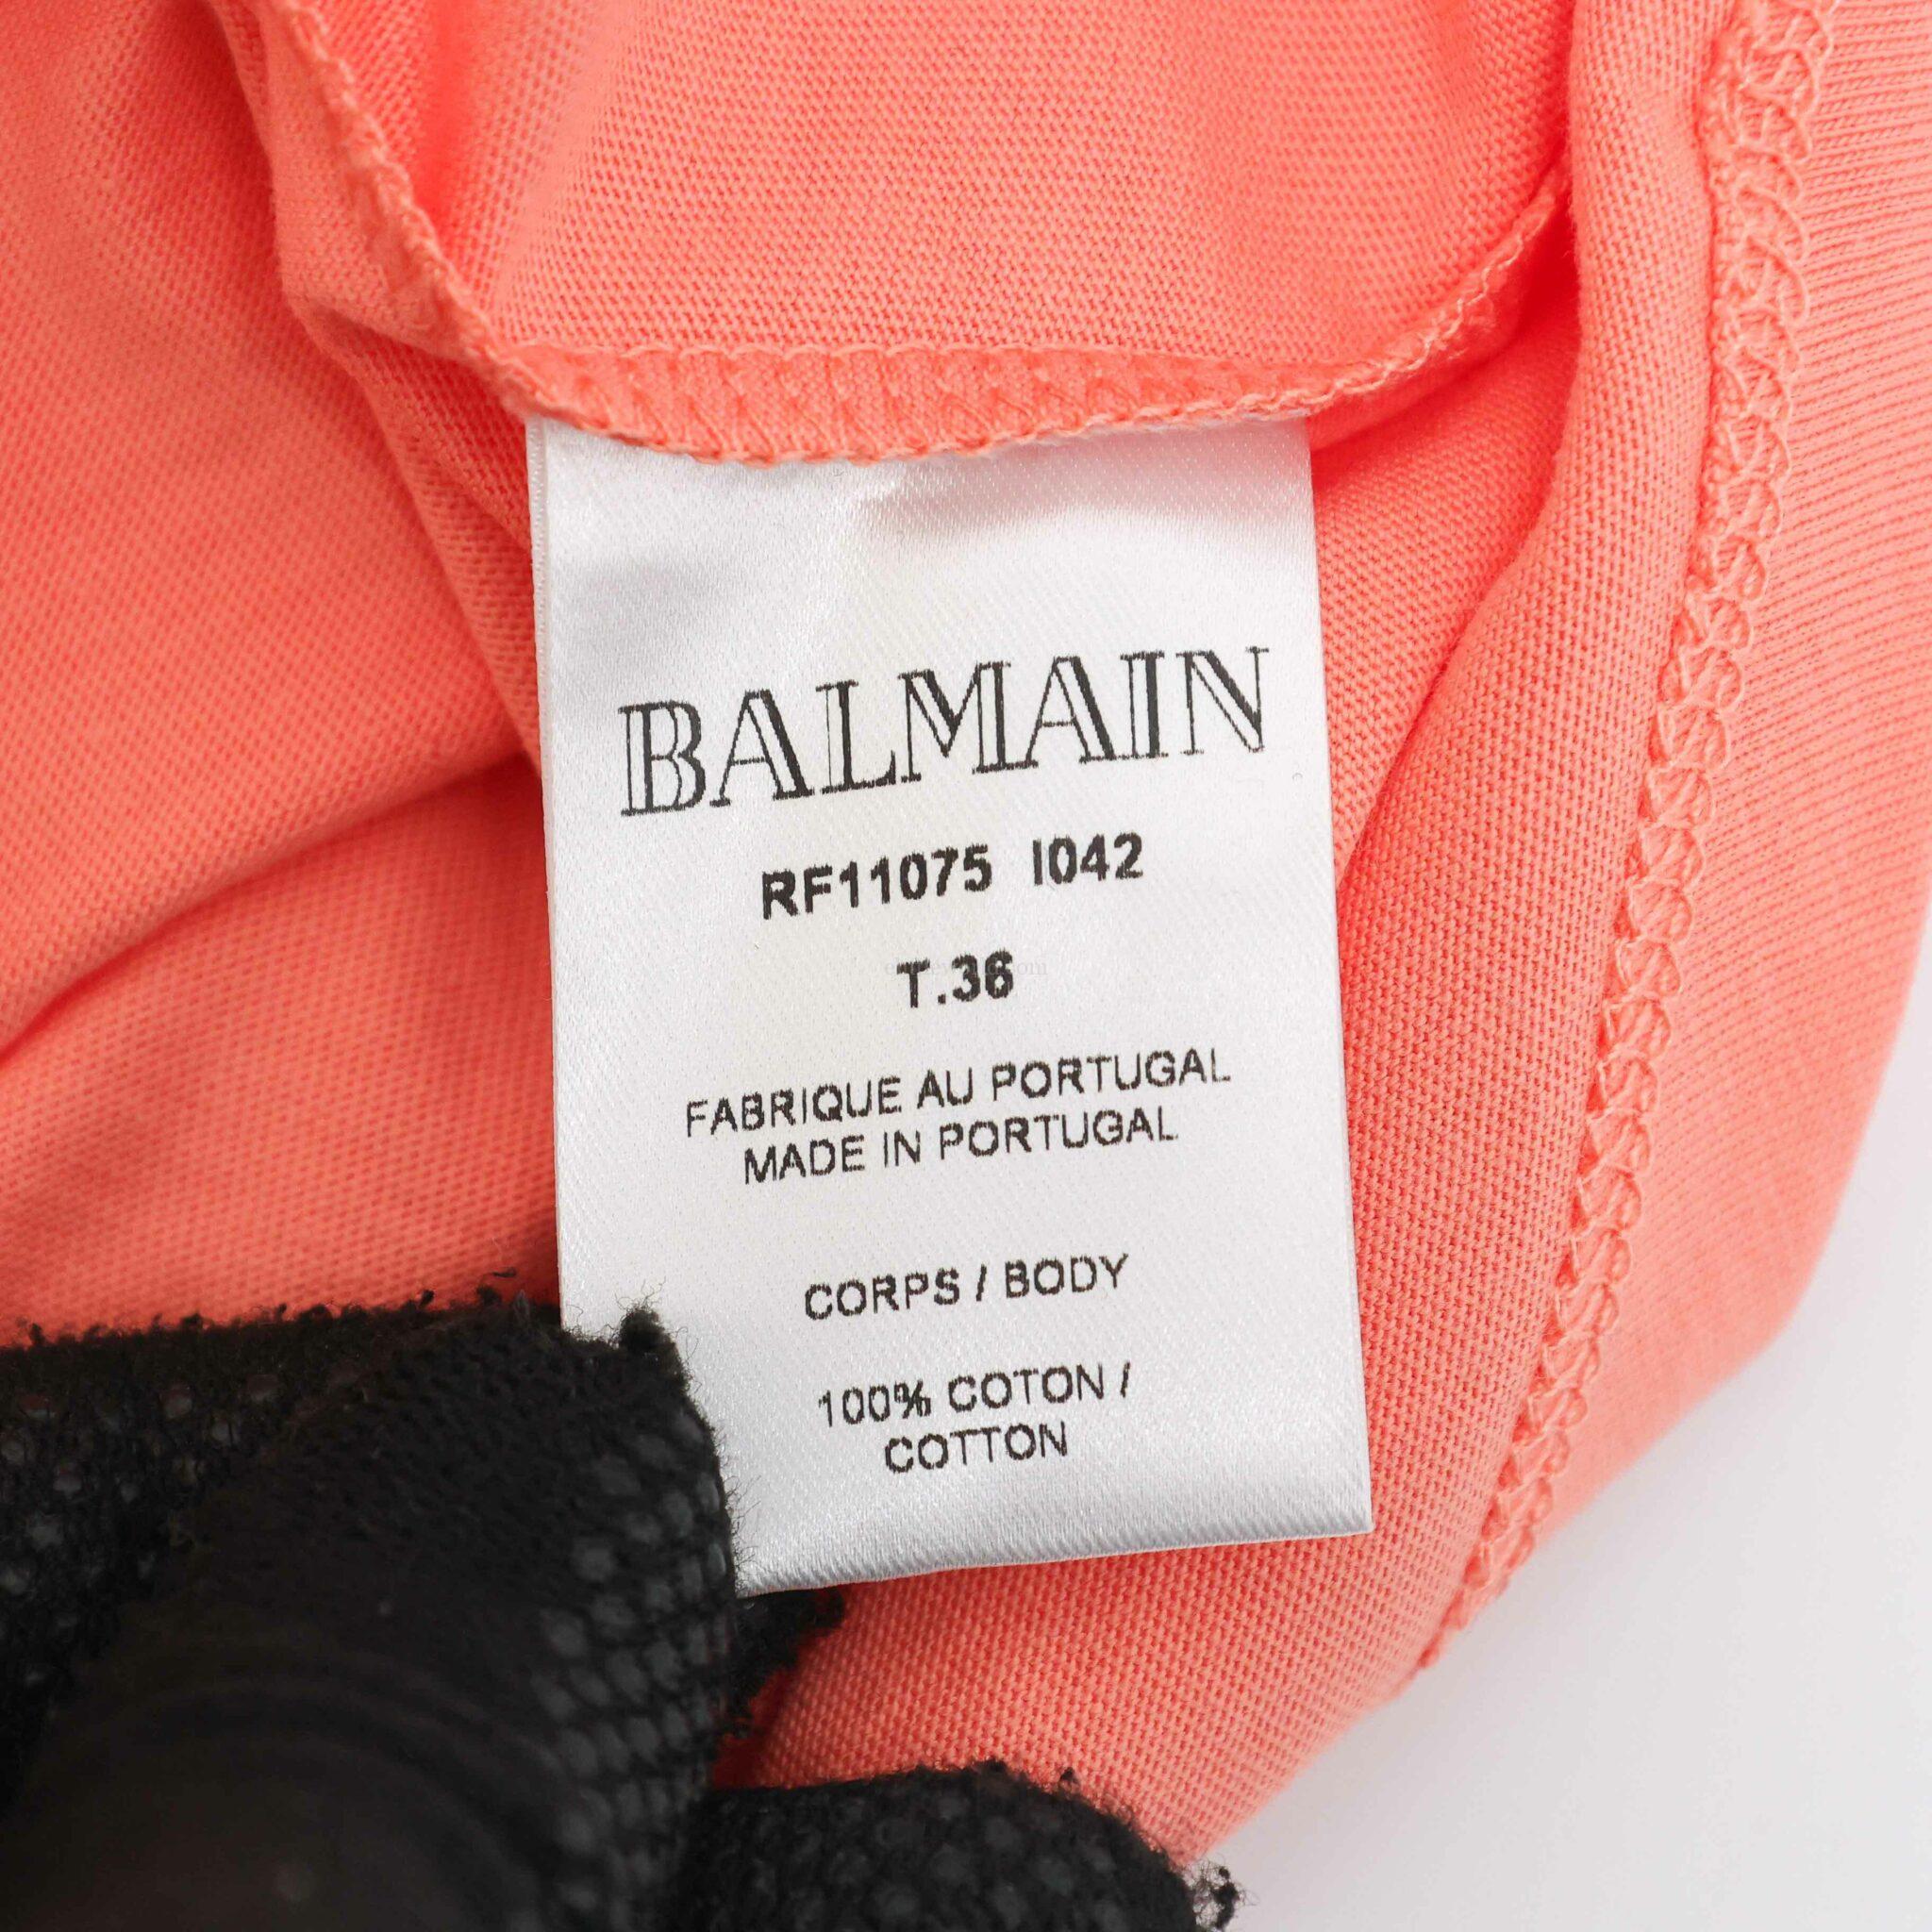 BALMAIN
RF11075 I042
T.36
FABRIQUE AU PORTUGAL
MADE IN PORTUGAL
CORPS / BODY
100% COTON /
COTTON